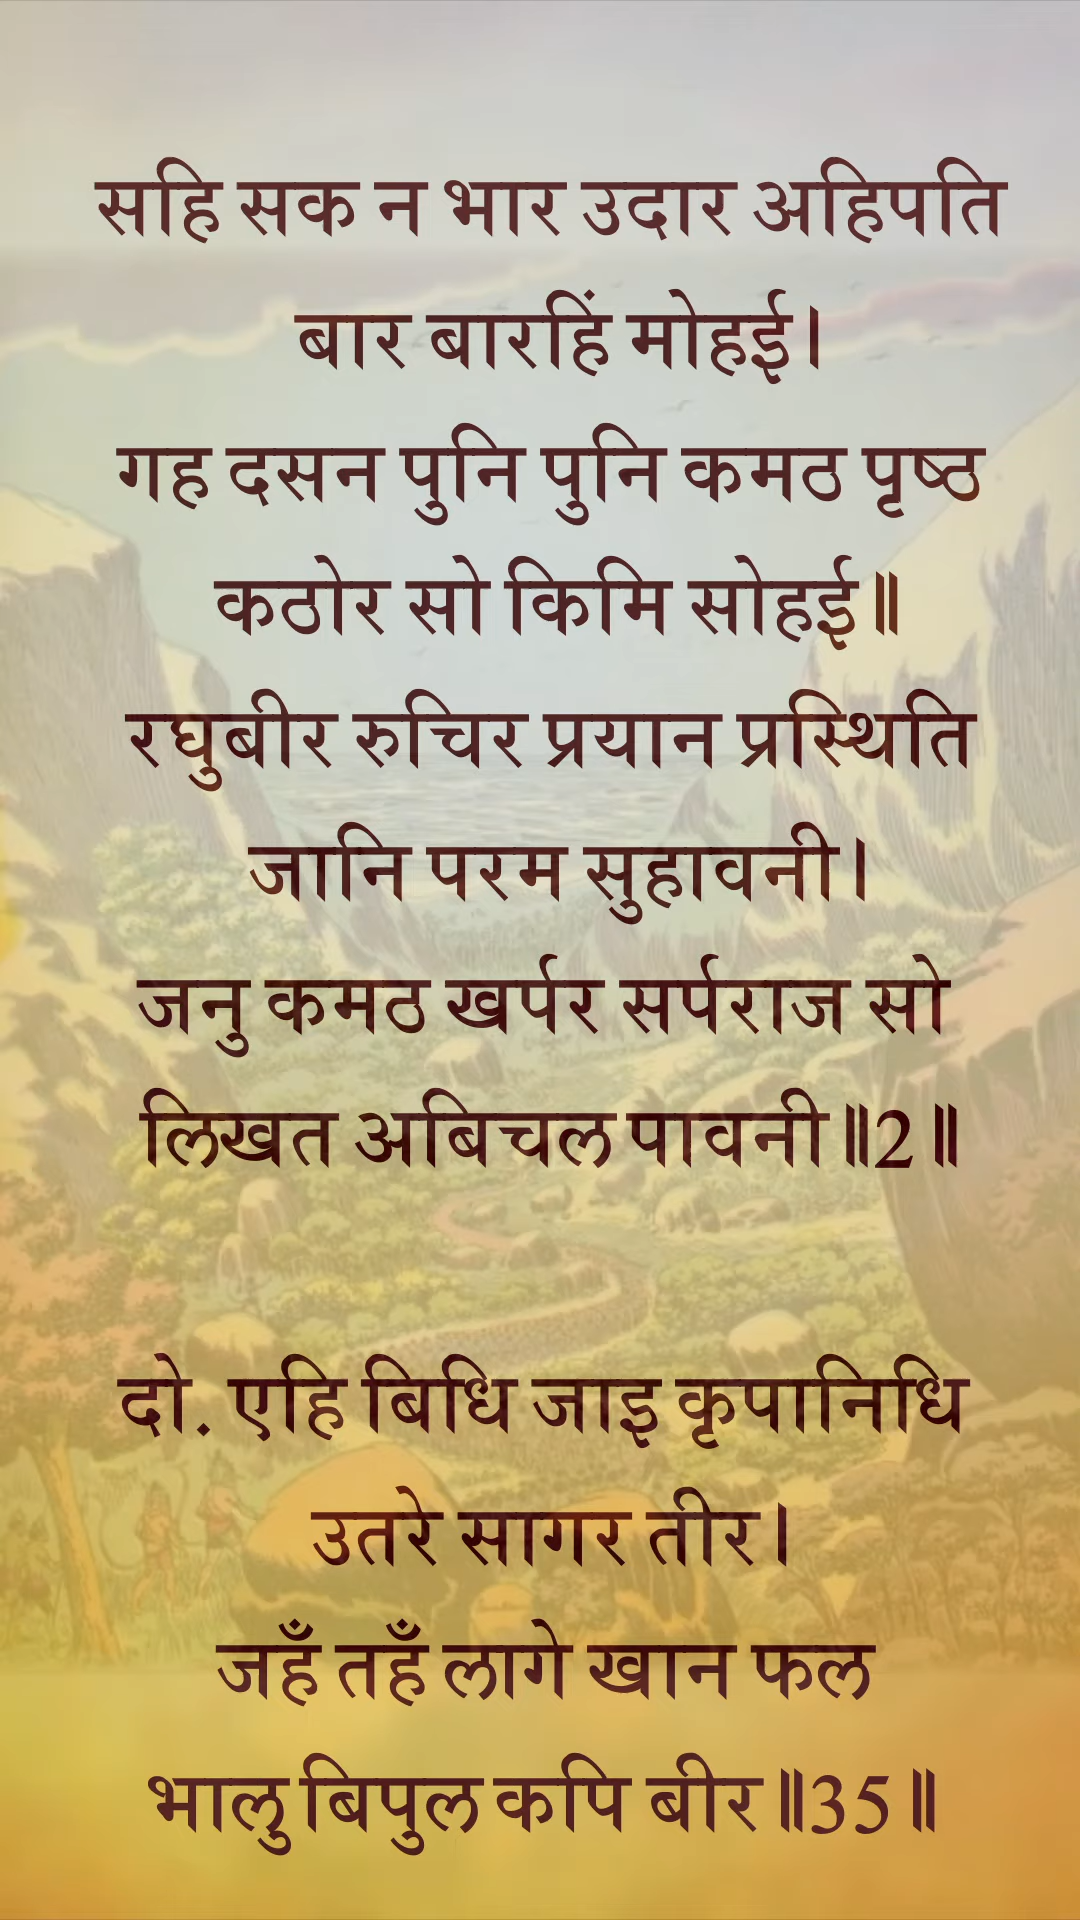 सहि सक न भार उदार अहिपति
बार बारहिं मोहई।
गह दसन पुनि पुनि कमठ पृष्ठ
कठोर सो किमि सोहई॥
रघुबीर रुचिर प्रयान प्रस्थिति
जानि परम सुहावनी।
जनु कमठ खर्पर सर्पराज सो
लिखत अबिचल पावनी॥2॥
दो. एहि बिधि जाइ कृपानिधि
उतरे सागर तीर।
जहँ तहँ लागे खान फल
भालु बिपुल कपि बीर॥35॥